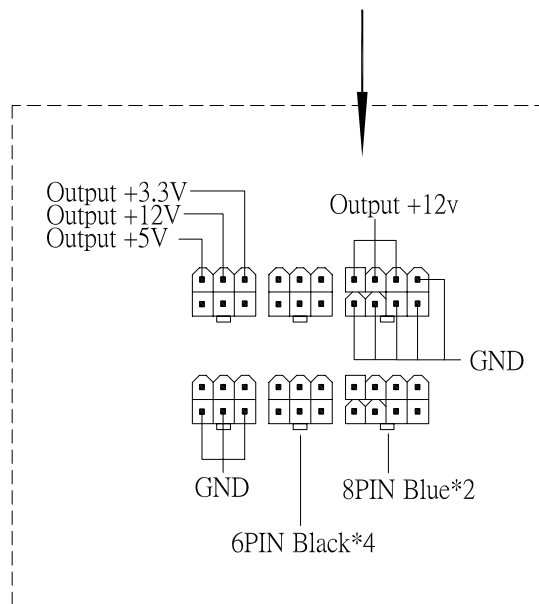 Output +3.3V
Output +12V
Output +5V
Output +12v
GND
GND
8PIN Blue*2
6PIN Black*4